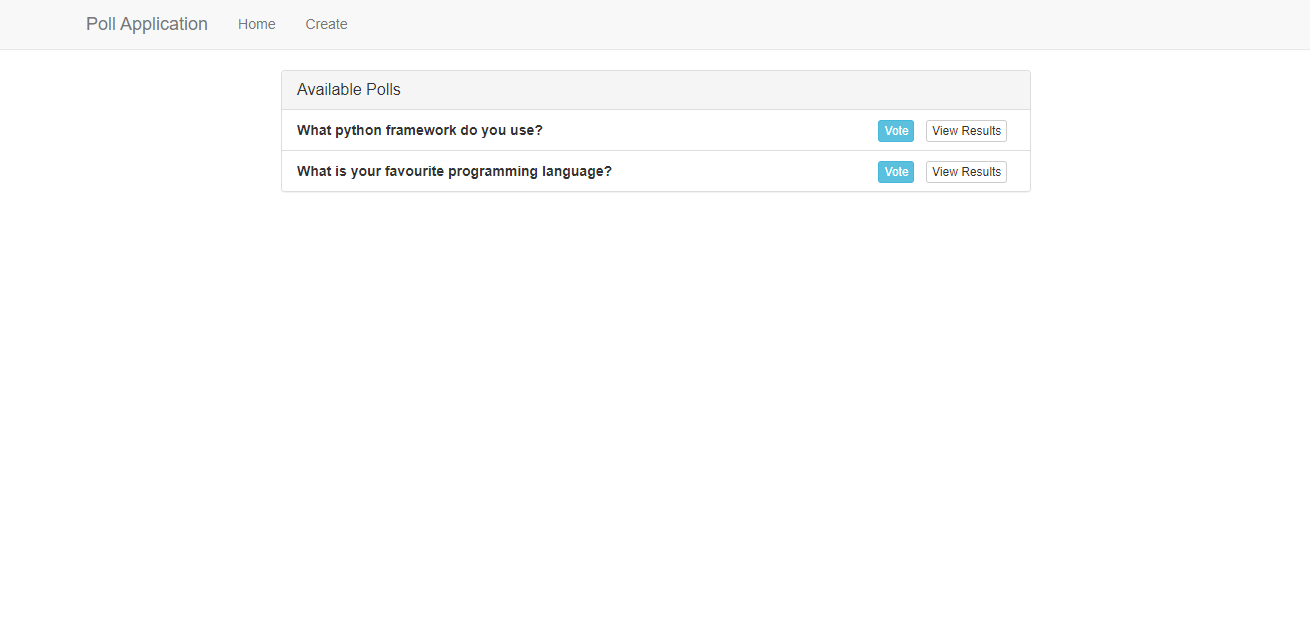 Poll Application Home Create
Available Polls
What python framework do you use? Vote View Results
What is your favourite programming language? Vote View Results